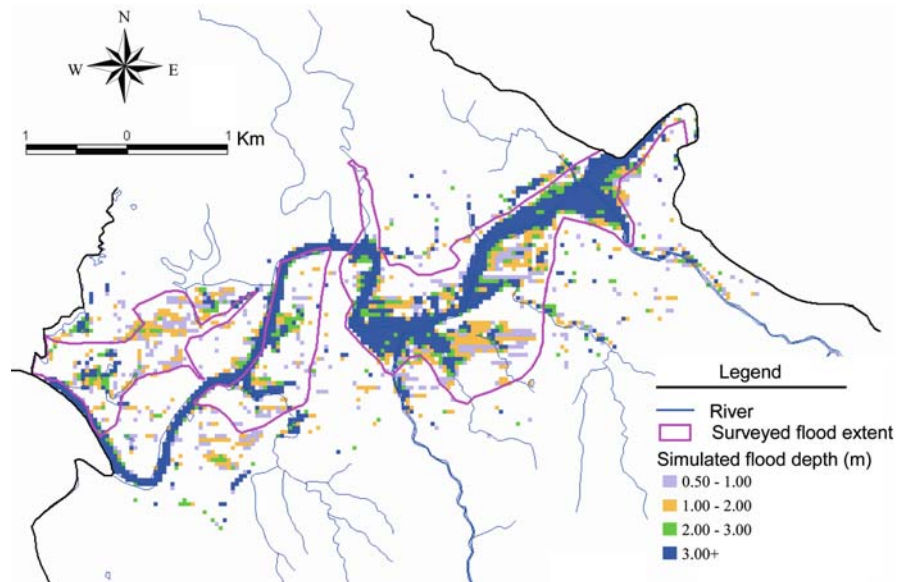 N
W E
S
1 0 1 Km
Legend
River
Surveyed flood extent
Simulated flood depth (m)
0.50 - 1.00
1.00 - 2.00
2.00 - 3.00
3.00+